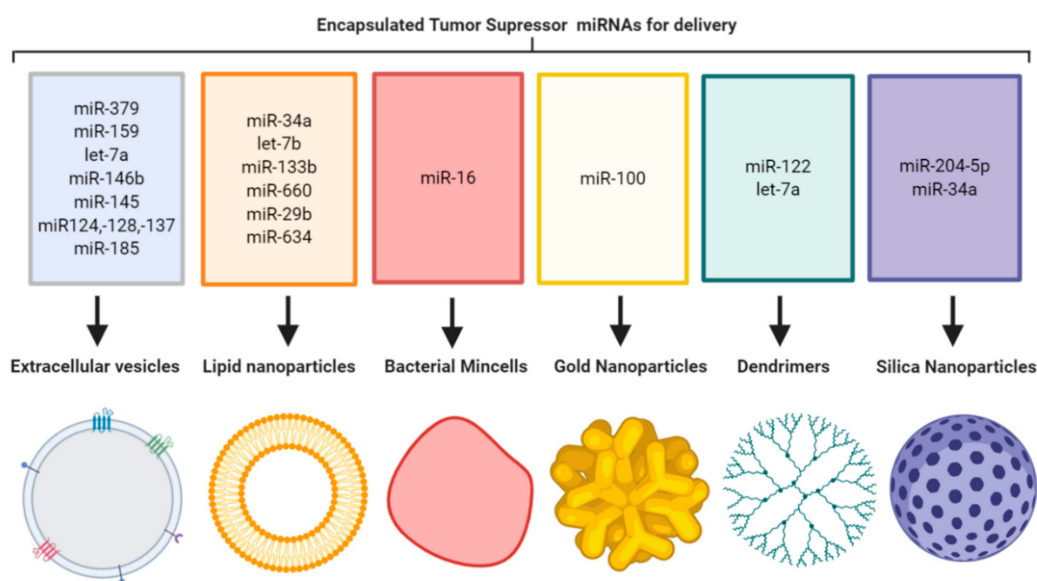 Encapsulated Tumor Supressor miRNAs for delivery
miR-379
miR-159
let-7a
miR-146b
miR-145
miR124,-128,-137
miR-185
miR-34a
let-7b
miR-133b
miR-660
miR-29b
miR-634
miR-16
miR-100
miR-122
let-7a
miR-204-5p
miR-34a
Extracellular vesicles
Lipid nanoparticles
Bacterial Mincells
Gold Nanoparticles
Dendrimers
Silica Nanoparticles